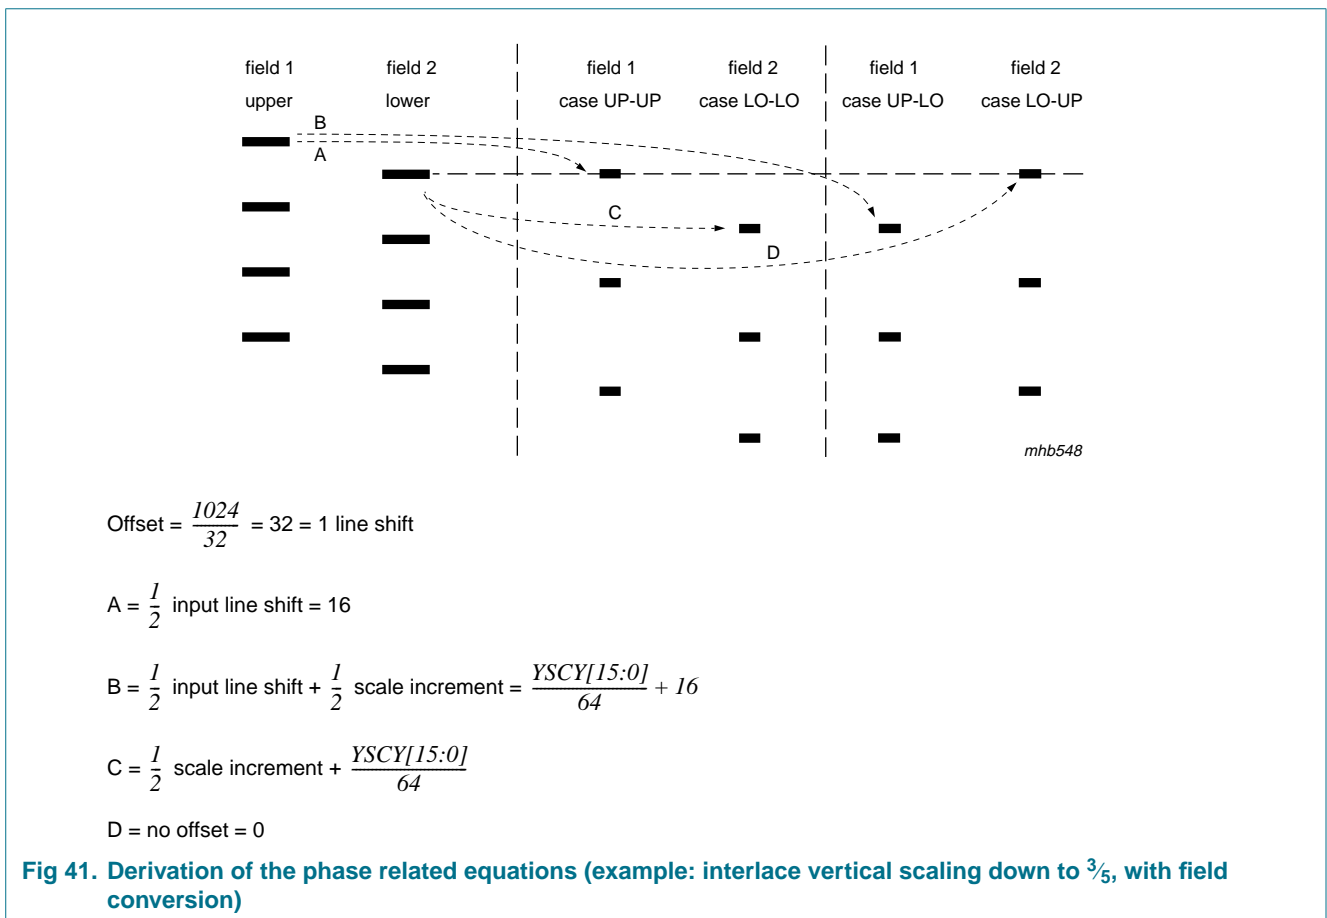 field 1 field 2 field 1 field 2 field 1 field 2
upper lower case UP-UP case LO-LO case UP-LO case LO-UP
B
A
C
D
mhb548
Offset = 1024/32 = 32 = 1 line shift
A = 1/2 input line shift = 16
B = 1/2 input line shift + 1/2 scale increment = YSCY[15:0]/64 + 16
C = 1/2 scale increment + YSCY[15:0]/64
D = no offset = 0
Fig 41. Derivation of the phase related equations (example: interlace vertical scaling down to 3/5, with field
conversion)